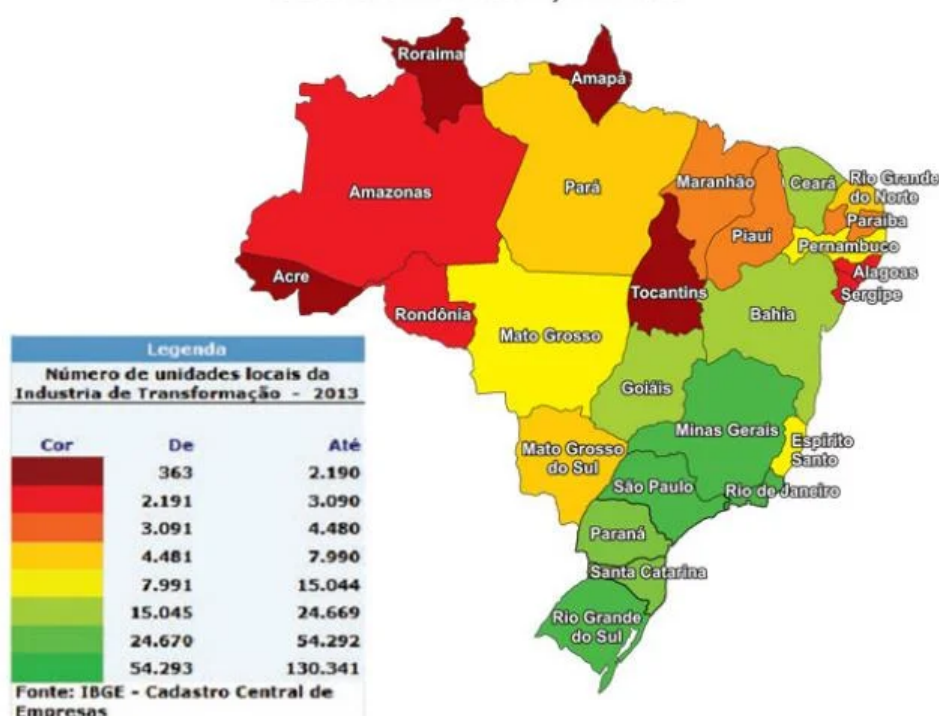 Roraima
Amapá
Amazonas
Pará
Maranhão
Ceará
Rio Grande
do Norte
Paraíba
Piauí
Pernambuco
Acre
Alagoas
Tocantins
Sergipe
Rondônia
Bahia
Mato Grosso
Goiáis
Minas Gerais
Espírito
Santo
Mato Grosso
do Sul
São Paulo
Rio de Janeiro
Paraná
Santa Catarina
Rio Grande
do Sul
Legenda
Número de unidades locais da
Industria de Transformação - 2013
Cor De Até
363 2.190
2.191 3.090
3.091 4.480
4.481 7.990
7.991 15.044
15.045 24.669
24.670 54.292
54.293 130.341
Fonte: IBGE - Cadastro Central de
Empresas